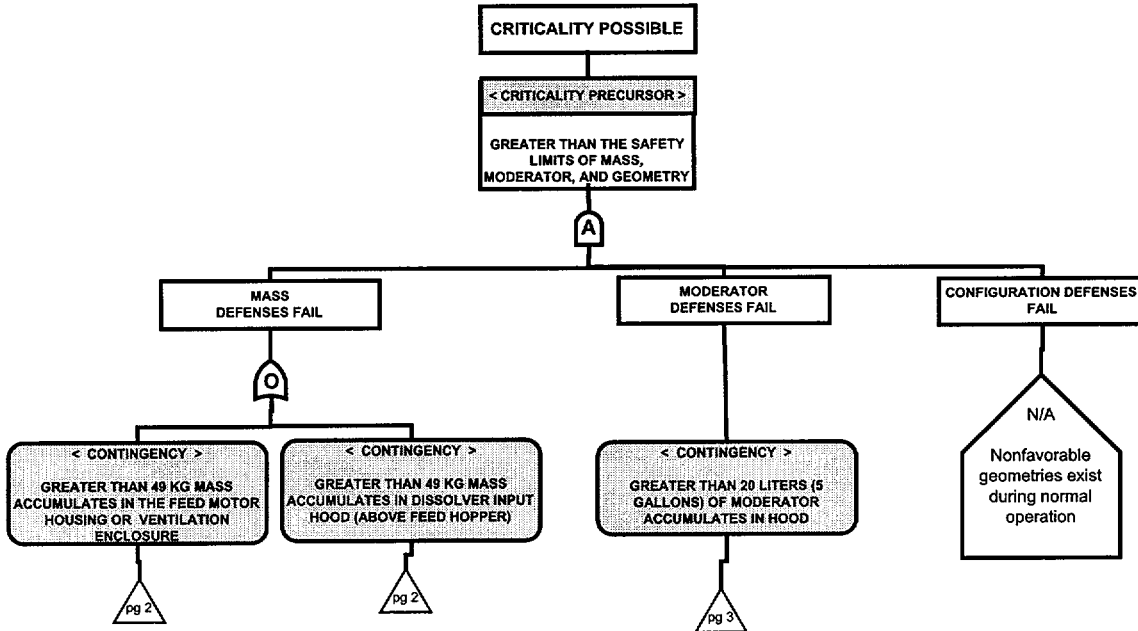 CRITICALITY POSSIBLE
< CRITICALITY PRECURSOR >
GREATER THAN THE SAFETY
LIMITS OF MASS,
MODERATOR, AND GEOMETRY
A
MASS
DEFENSES FAIL
MODERATOR
DEFENSES FAIL
CONFIGURATION DEFENSES
FAIL
O
< CONTINGENCY >
GREATER THAN 49 KG MASS
ACCUMULATES IN THE FEED MOTOR
HOUSING OR VENTILATION
ENCLOSURE
< CONTINGENCY >
GREATER THAN 49 KG MASS
ACCUMULATES IN DISSOLVER INPUT
HOOD (ABOVE FEED HOPPER)
< CONTINGENCY >
GREATER THAN 20 LITERS (5
GALLONS) OF MODERATOR
ACCUMULATES IN HOOD
N/A
Nonfavorable
geometries exist
during normal
operation
pg 2
pg 2
pg 3